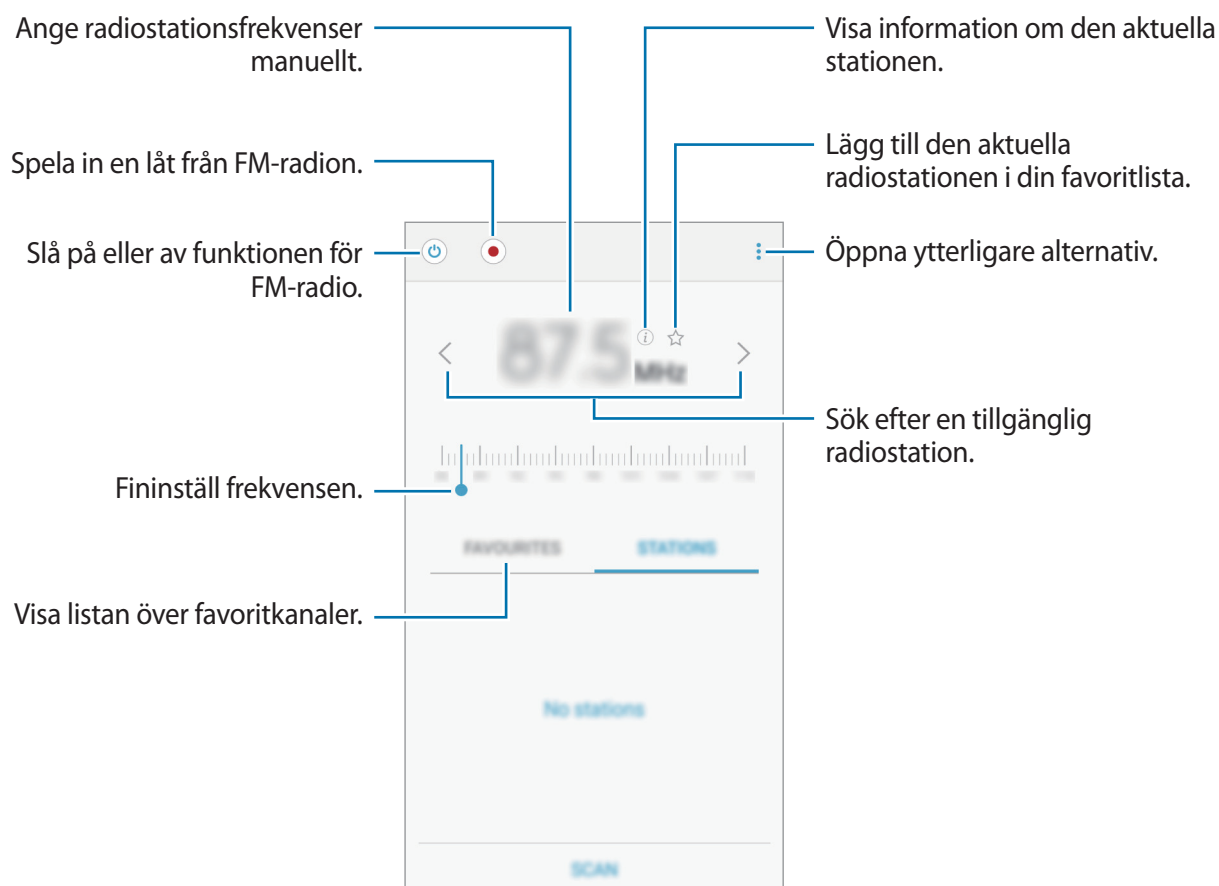 Ange radiostationsfrekvenser
manuellt.
Visa information om den aktuella
stationen.
Spela in en låt från FM-radion.
Lägg till den aktuella
radiostationen i din favoritlista.
Slå på eller av funktionen för
FM-radio.
Öppna ytterligare alternativ.
87.5 MHz
Sök efter en tillgänglig
radiostation.
Fininställ frekvensen.
FAVOURITES
STATIONS
Visa listan över favoritkanaler.
No stations
SCAN